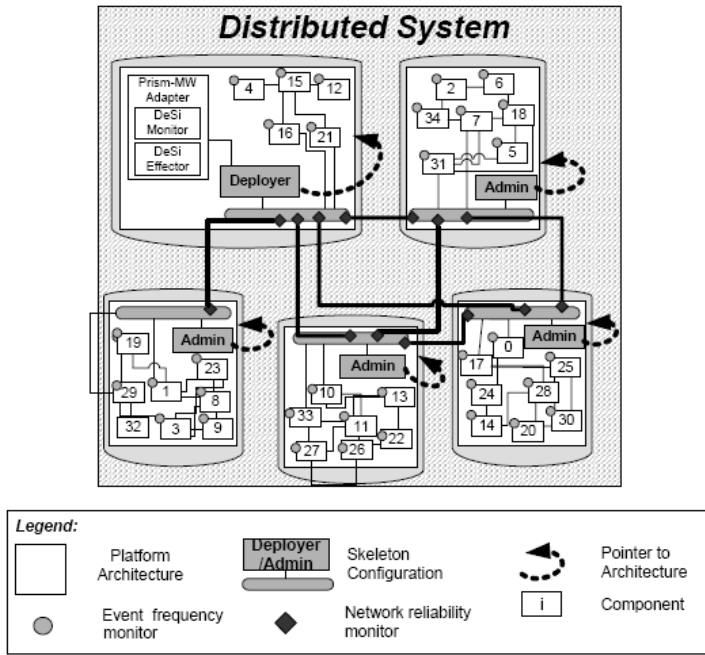 Distributed System
Prism-MW
Adapter
DeSi
Monitor
DeSi
Effector
4
15
12
16
21
Deployer
2
6
34
7
18
5
31
Admin
19
Admin
23
29
1
8
32
3
9
Admin
10
13
33
11
22
27
26
0
Admin
17
25
24
28
14
20
30
Legend:
Platform
Architecture
Deployer
/Admin
Skeleton
Configuration
Pointer to
Architecture
Event frequency
monitor
Network reliability
monitor
i
Component